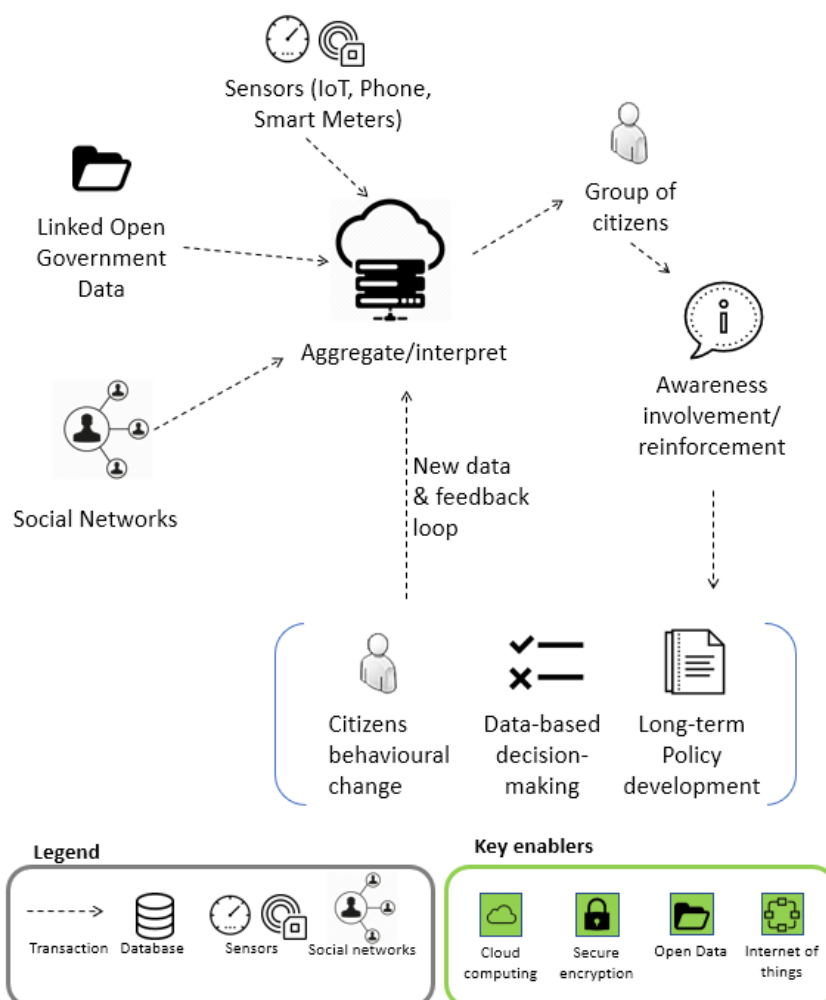 Sensors (IoT, Phone,
Smart Meters)
Group of
citizens
Linked Open
Government
Data
Aggregate/interpret
Awareness
involvement/
reinforcement
Social Networks
New data
& feedback
loop
Citizens
behavioural
change
Data-based
decision-
making
Long-term
Policy
development
Legend
Transaction
Database
Sensors
Social networks
Key enablers
Cloud
computing
Secure
encryption
Open Data
Internet of
things